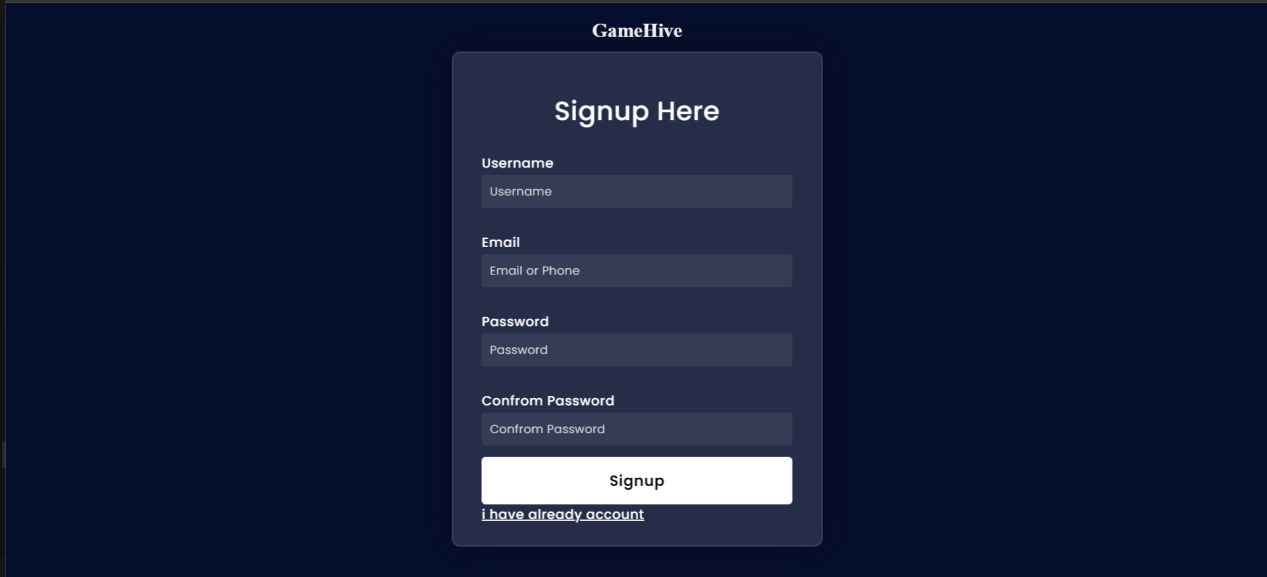 GameHive
Signup Here
Username
Username
Email
Email or Phone
Password
Password
Confrom Password
Confrom Password
Signup
i have already account